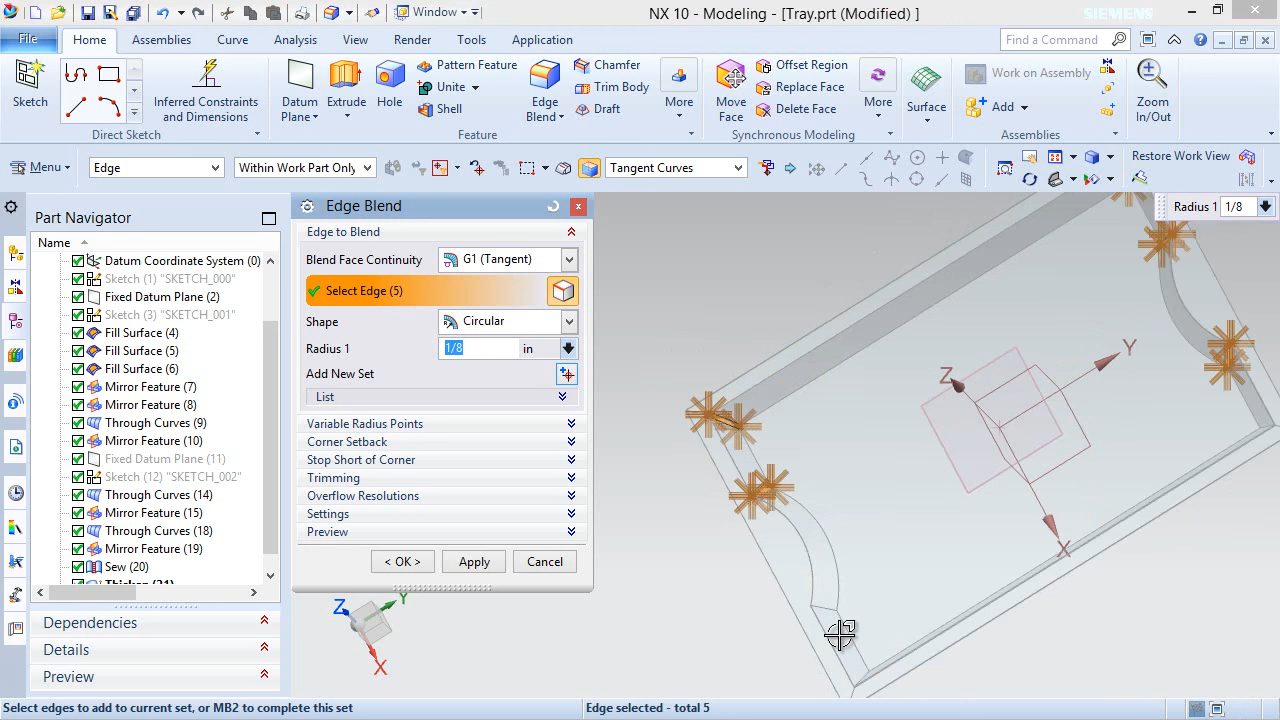 Window
NX 10 - Modeling - [Tray.prt (Modified) ]
SIEMENS
File Home Assemblies Curve Analysis View Render Tools Application Find a Command
Sketch
Inferred Constraints and Dimensions
Direct Sketch
Datum Plane
Extrude
Hole
Pattern Feature
Unite
Shell
Edge Blend
Chamfer
Trim Body
Draft
More
Feature
Move Face
Offset Region
Replace Face
Delete Face
More
Synchronous Modeling
Surface
Work on Assembly
Add
Assemblies
Zoom In/Out
Menu Edge Within Work Part Only Tangent Curves Restore Work View
Part Navigator
Name
Datum Coordinate System (0)
Sketch (1) "SKETCH_000"
Fixed Datum Plane (2)
Sketch (3) "SKETCH_001"
Fill Surface (4)
Fill Surface (5)
Fill Surface (6)
Mirror Feature (7)
Mirror Feature (8)
Through Curves (9)
Mirror Feature (10)
Fixed Datum Plane (11)
Sketch (12) "SKETCH_002"
Through Curves (14)
Mirror Feature (15)
Through Curves (18)
Mirror Feature (19)
Sew (20)
Thicken (21)
Dependencies
Details
Preview
Edge Blend
Edge to Blend
Blend Face Continuity G1 (Tangent)
Select Edge (5)
Shape Circular
Radius 1 1/8 in
Add New Set
List
Variable Radius Points
Corner Setback
Stop Short of Corner
Trimming
Overflow Resolutions
Settings
Preview
< OK > Apply Cancel
Radius 1 1/8
Z Y X
Z Y X
Select edges to add to current set, or MB2 to complete this set
Edge selected - total 5